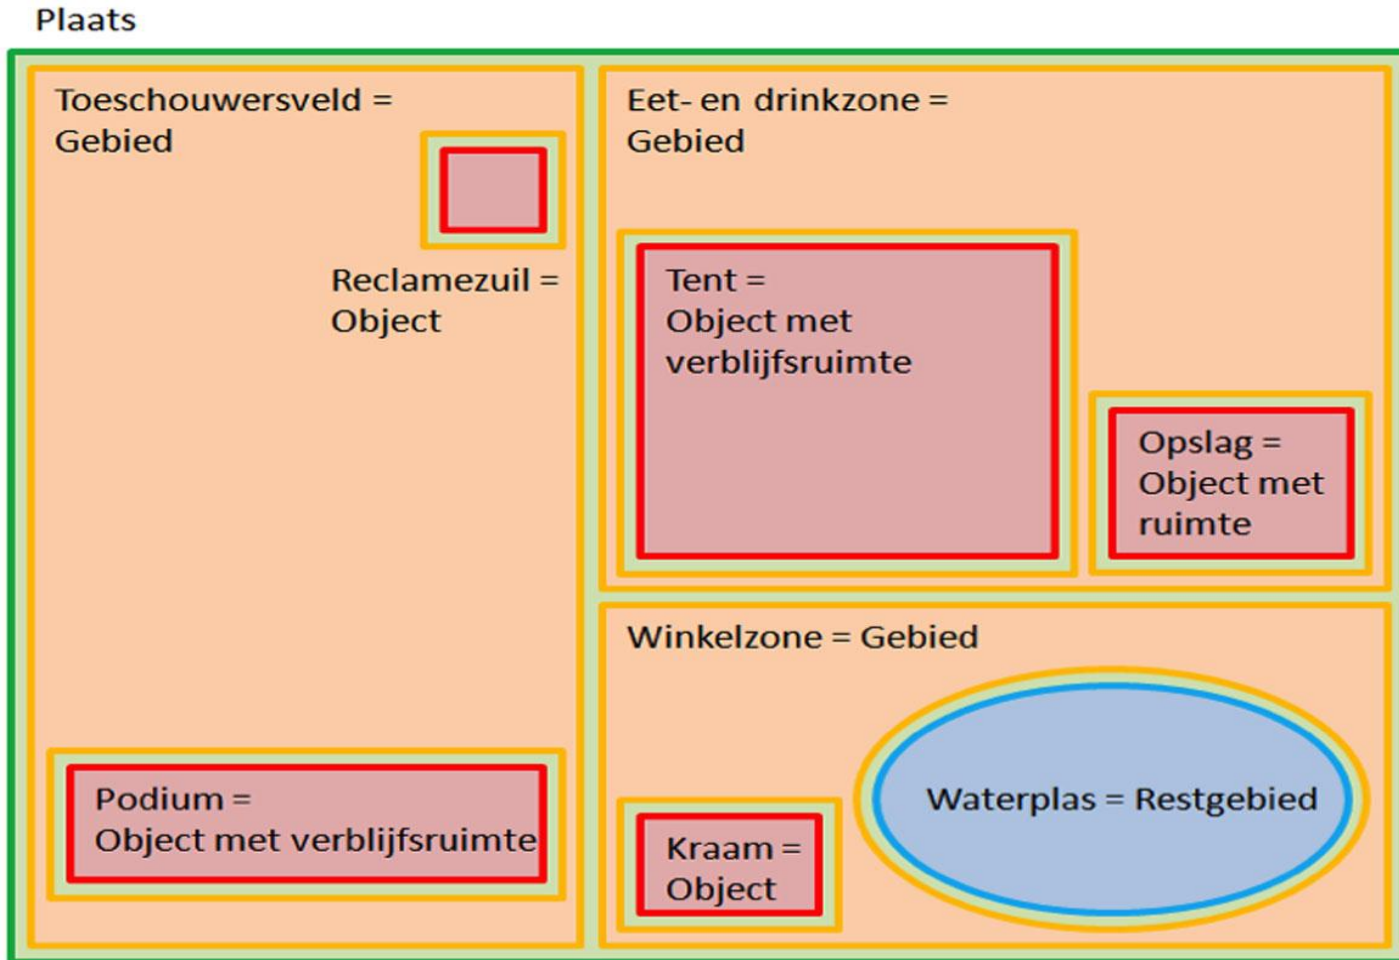 Plaats
Toeschouwersveld =
Gebied
Reclamezuil =
Object
Podium =
Object met verblijfsruimte
Eet- en drinkzone =
Gebied
Tent =
Object met
verblijfsruimte
Opslag =
Object met
ruimte
Winkelzone = Gebied
Kraam =
Object
Waterplas = Restgebied